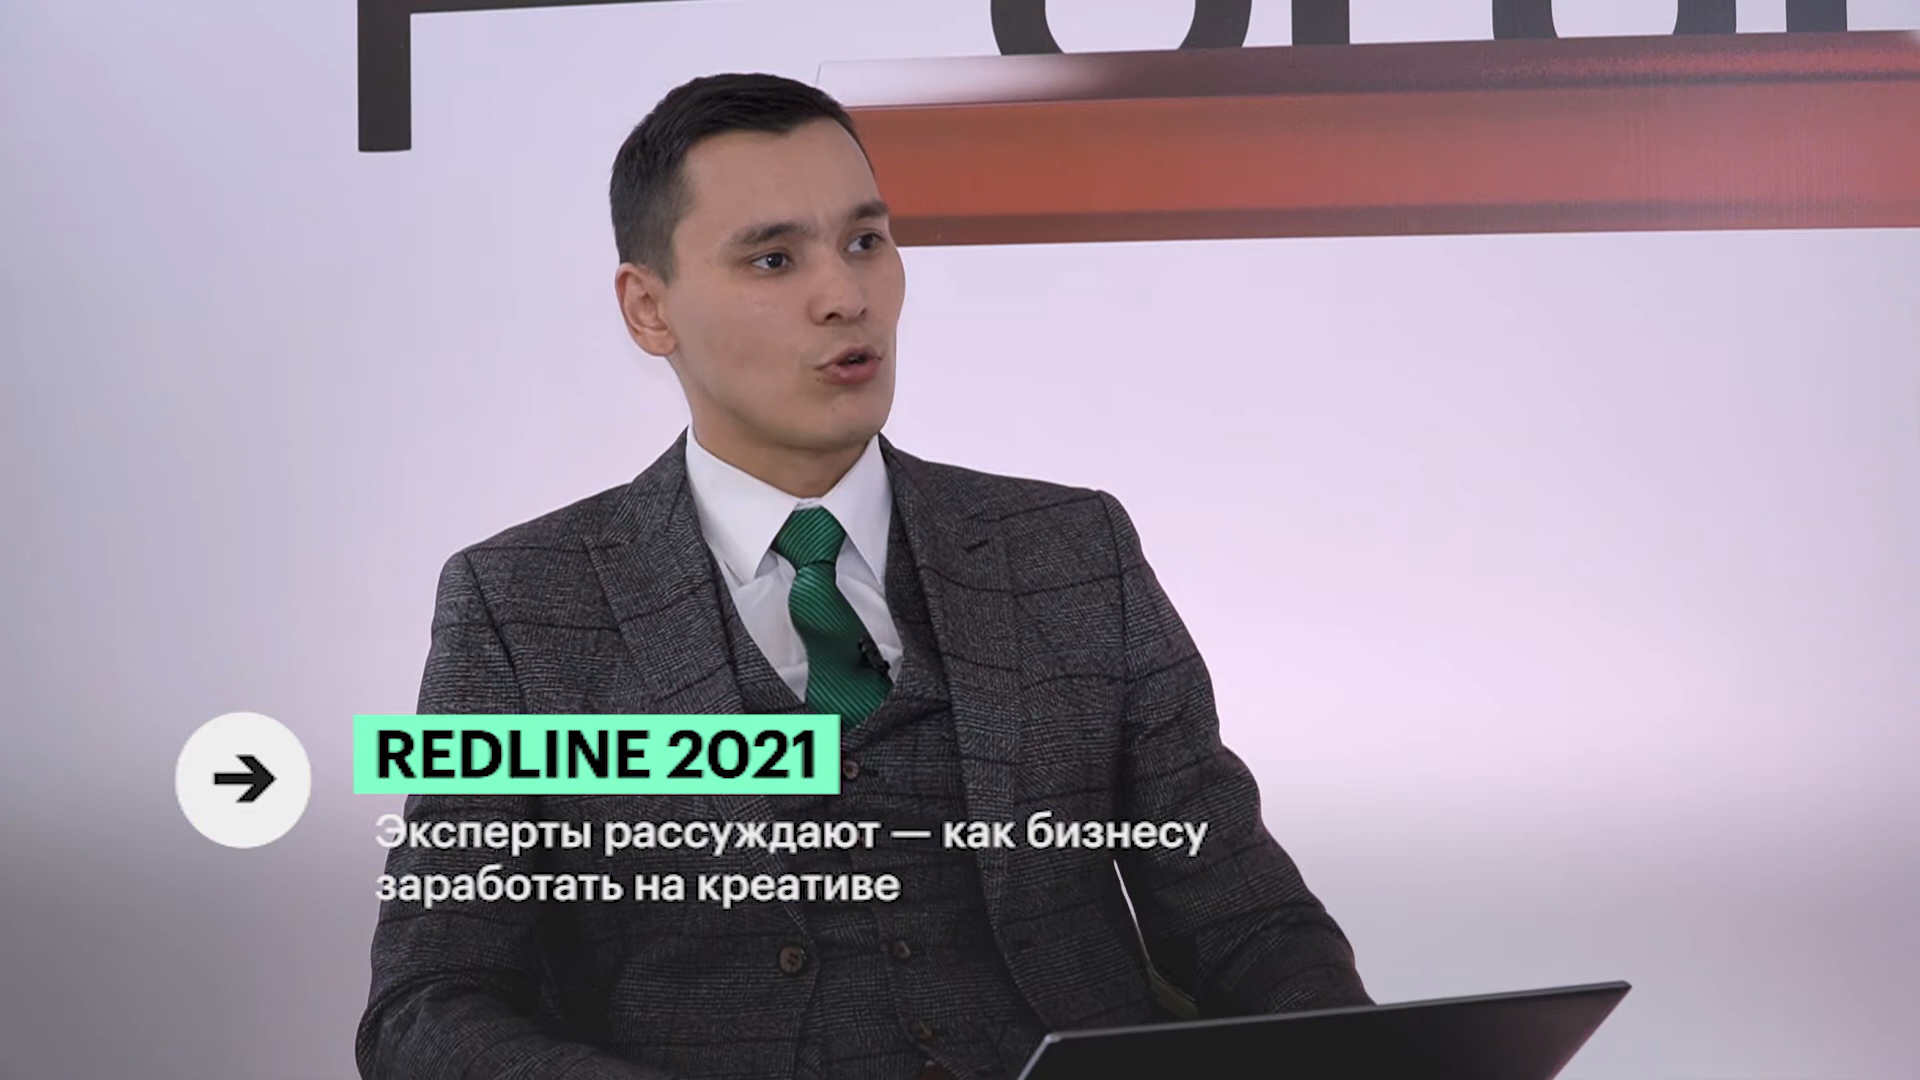 REDLINE 2021
Эксперты рассуждают — как бизнесу
заработать на креативе